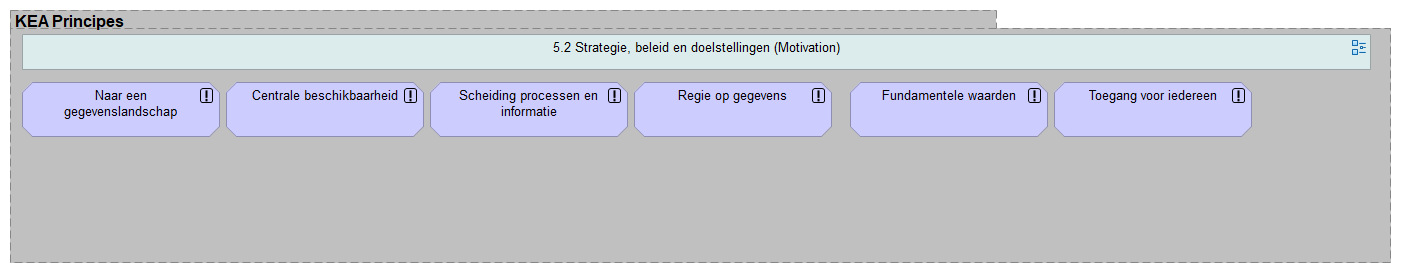 KEA Principes
5.2 Strategie, beleid en doelstellingen (Motivation)
Naar een
gegevenslandschap
Centrale beschikbaarheid
Scheiding processen en
informatie
Regie op gegevens
Fundamentele waarden
Toegang voor iedereen